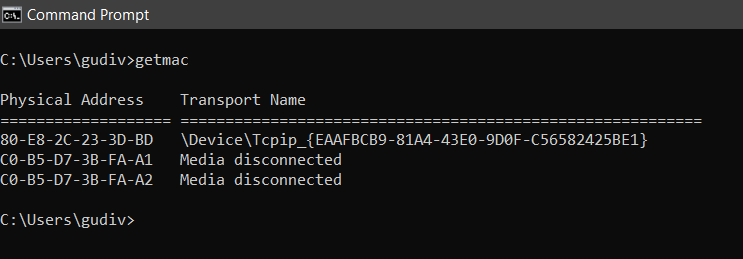 Command Prompt
C:\Users\gudiv>getmac
Physical Address    Transport Name
=================== ==========================================================
80-E8-2C-23-3D-BD   \Device\Tcpip_{EAAFBCB9-81A4-43E0-9D0F-C56582425BE1}
C0-B5-D7-3B-FA-A1   Media disconnected
C0-B5-D7-3B-FA-A2   Media disconnected
C:\Users\gudiv>